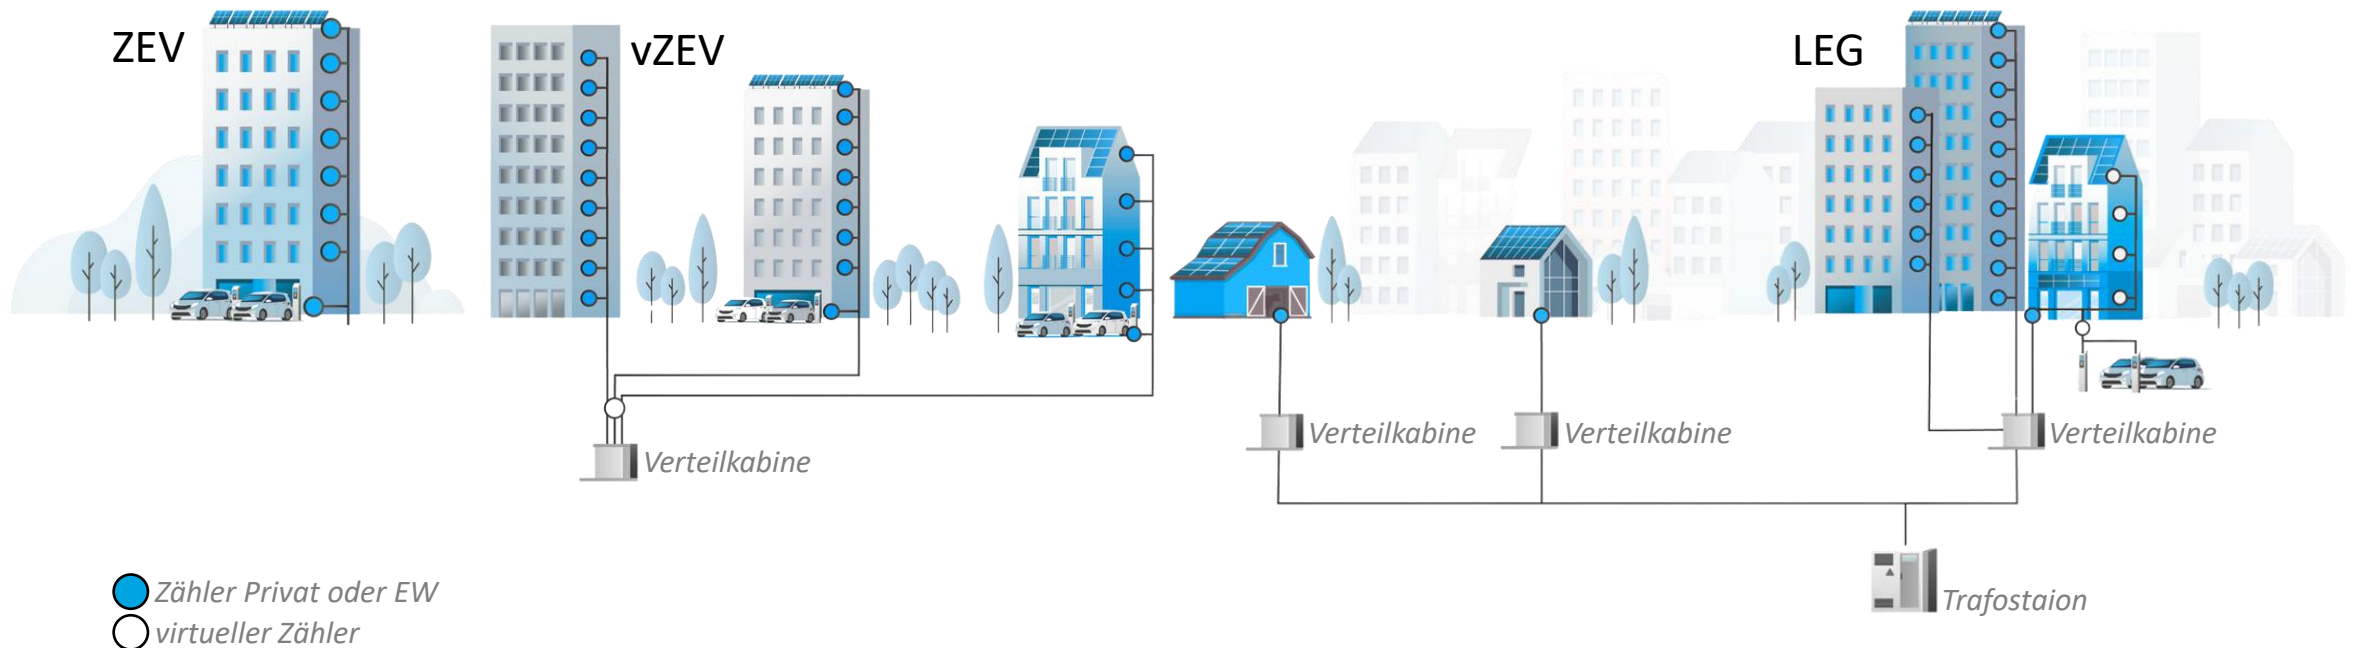 ZEV
vZEV
LEG
Verteilkabine
Verteilkabine
Verteilkabine
Verteilkabine
Zähler Privat oder EW
Trafostaion
virtueller Zähler